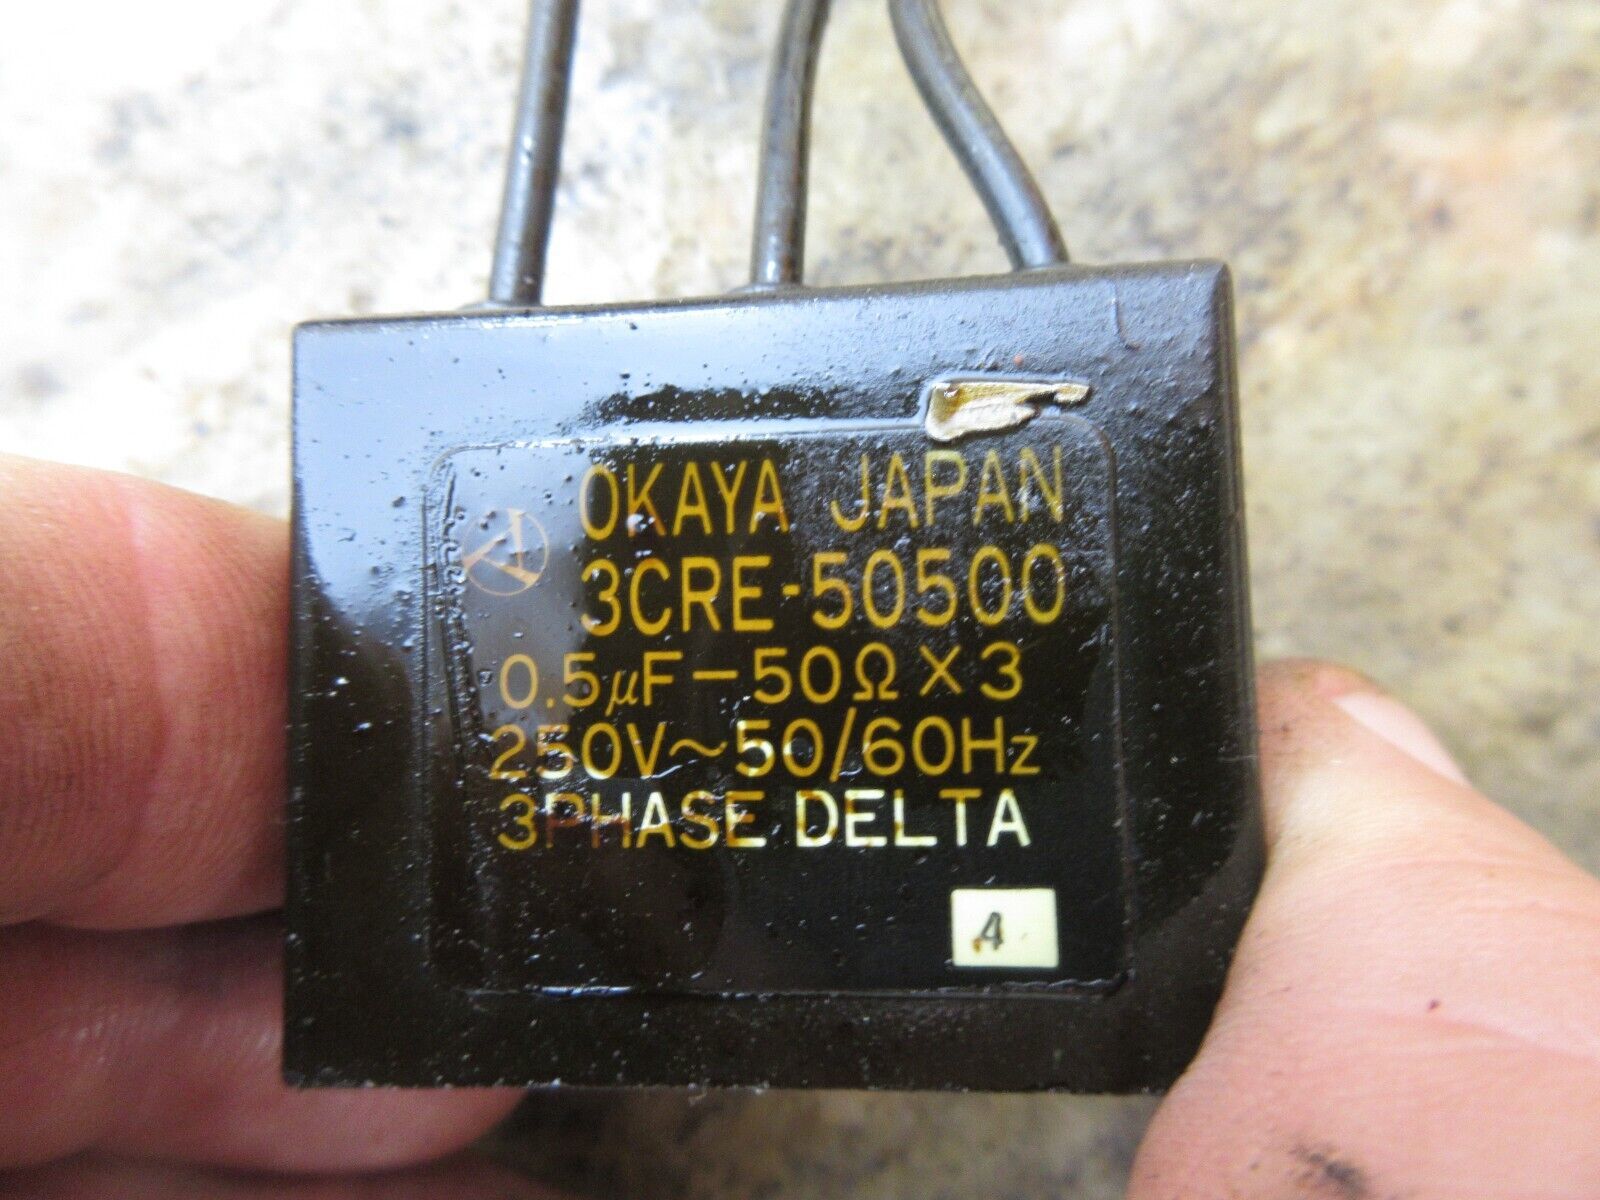 OKAYA JAPAN
3CRE-50500
0.5μF-50Ω×3
250V~50/60Hz
3PHASE DELTA
4